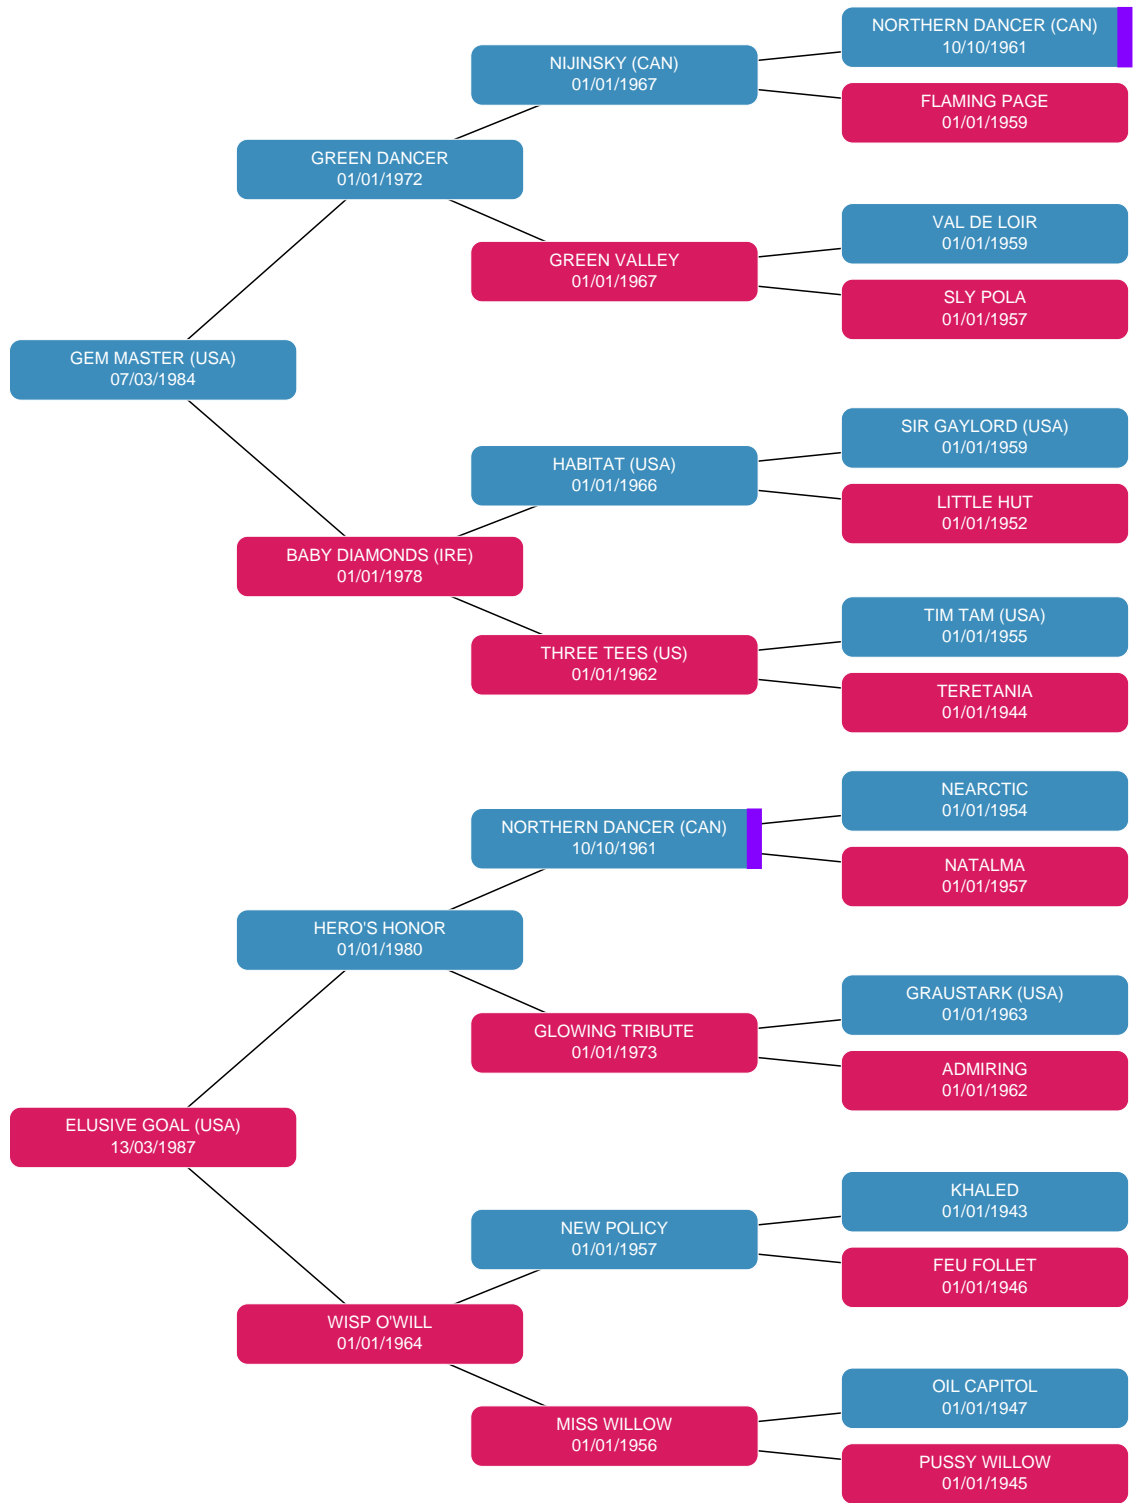 NORTHERN DANCER (CAN)
10/10/1961
NIJINSKY (CAN)
01/01/1967
FLAMING PAGE
01/01/1959
GREEN DANCER
01/01/1972
VAL DE LOIR
01/01/1959
GREEN VALLEY
01/01/1967
SLY POLA
01/01/1957
GEM MASTER (USA)
07/03/1984
SIR GAYLORD (USA)
01/01/1959
HABITAT (USA)
01/01/1966
LITTLE HUT
01/01/1952
BABY DIAMONDS (IRE)
01/01/1978
TIM TAM (USA)
01/01/1955
THREE TEES (US)
01/01/1962
TERETANIA
01/01/1944
NEARCTIC
01/01/1954
NORTHERN DANCER (CAN)
10/10/1961
NATALMA
01/01/1957
HERO'S HONOR
01/01/1980
GRAUSTARK (USA)
01/01/1963
GLOWING TRIBUTE
01/01/1973
ADMIRING
01/01/1962
ELUSIVE GOAL (USA)
13/03/1987
KHALED
01/01/1943
NEW POLICY
01/01/1957
FEU FOLLET
01/01/1946
WISP O'WILL
01/01/1964
OIL CAPITOL
01/01/1947
MISS WILLOW
01/01/1956
PUSSY WILLOW
01/01/1945